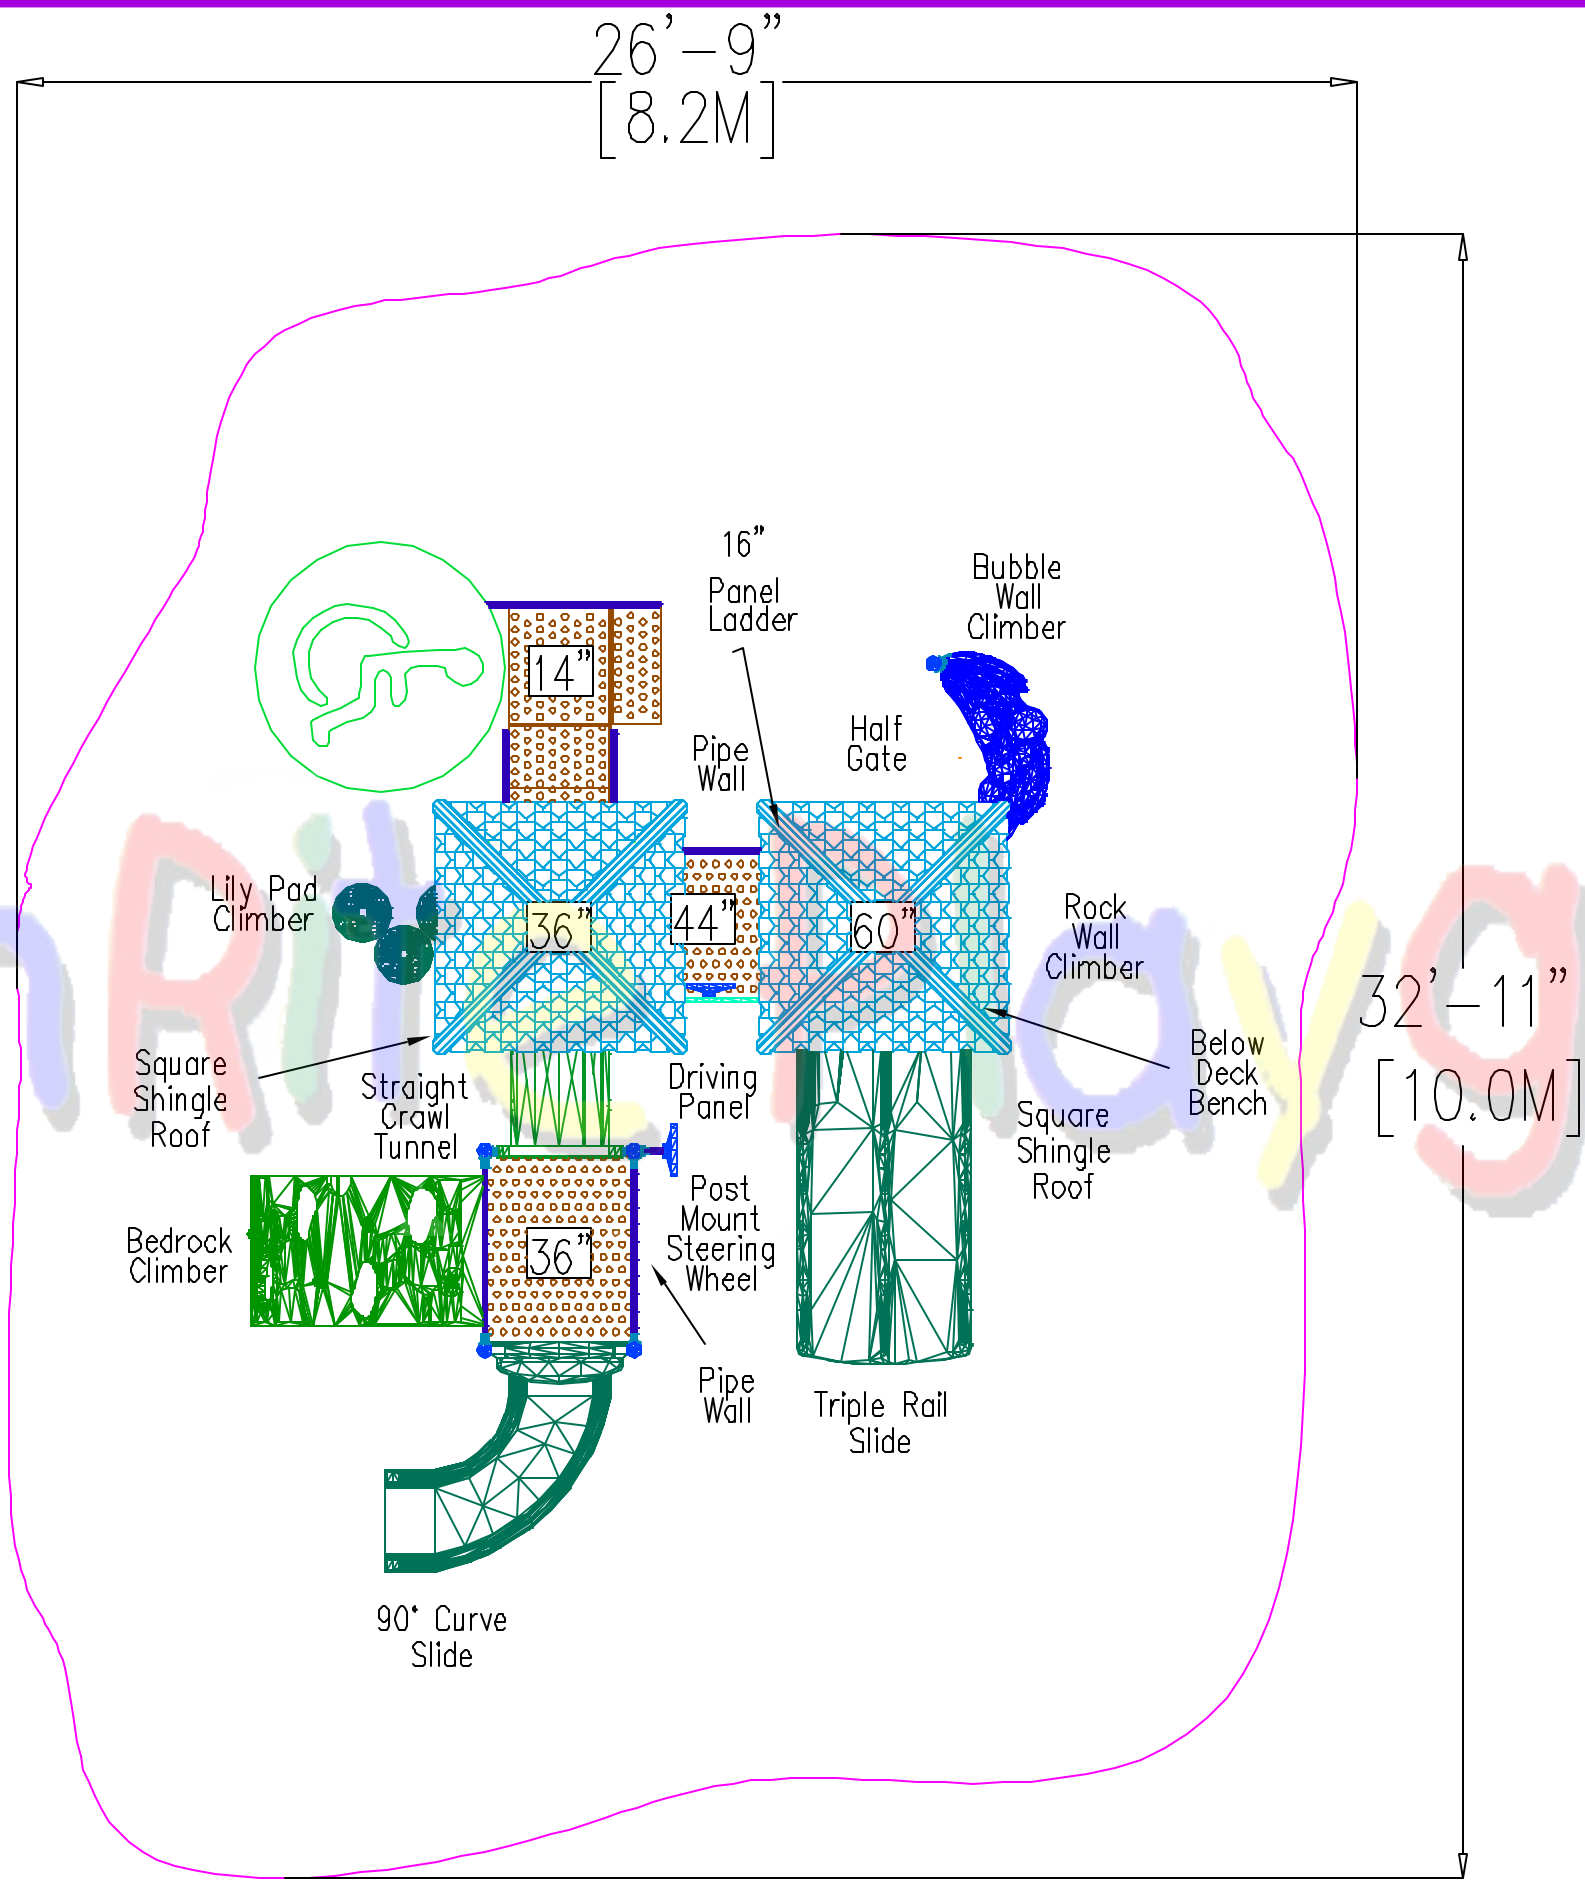 26'-9"
[8.2M]
16"
Panel
Ladder
Bubble
Wall
Climber
14"
Pipe
Wall
Half
Gate
Lily Pad
Climber
36"
44"
60"
Rock
Wall
Climber
32'-11"
[10.0M]
Square
Shingle
Roof
Straight
Crawl
Tunnel
Driving
Panel
Below
Deck
Bench
Square
Shingle
Roof
Post
Mount
Steering
Wheel
Bedrock
Climber
36"
Pipe
Wall
Triple Rail
Slide
90° Curve
Slide
nRite Playg